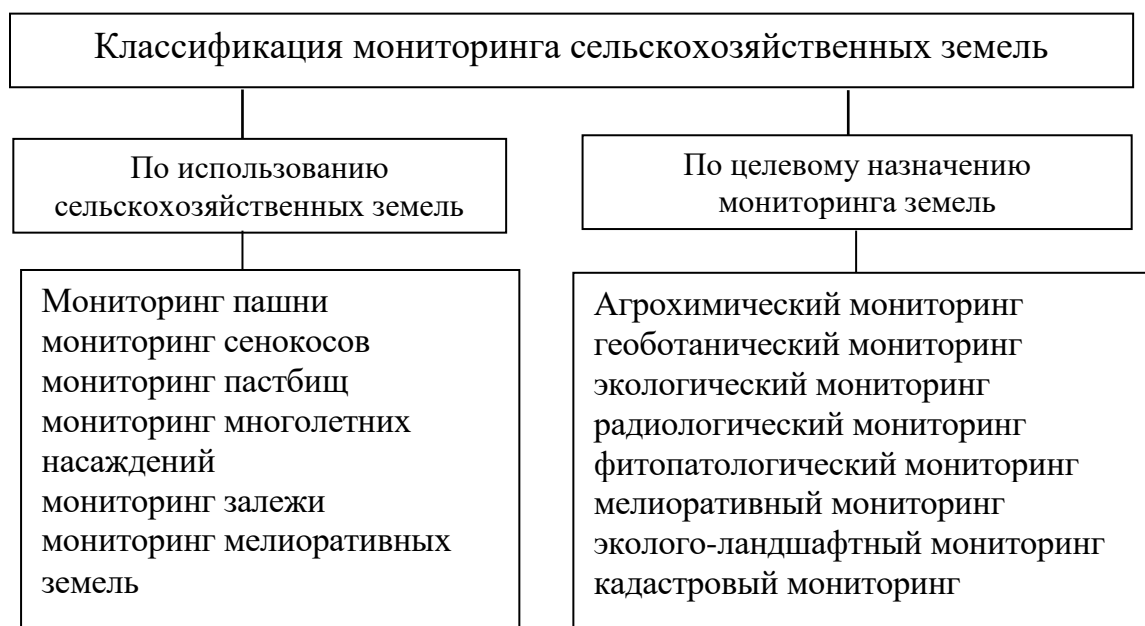 Классификация мониторинга сельскохозяйственных земель
По использованию
сельскохозяйственных земель
По целевому назначению
мониторинга земель
Мониторинг пашни
мониторинг сенокосов
мониторинг пастбищ
мониторинг многолетних
насаждений
мониторинг залежи
мониторинг мелиоративных
земель
Агрохимический мониторинг
геоботанический мониторинг
экологический мониторинг
радиологический мониторинг
фитопатологический мониторинг
мелиоративный мониторинг
эколого-ландшафтный мониторинг
кадастровый мониторинг